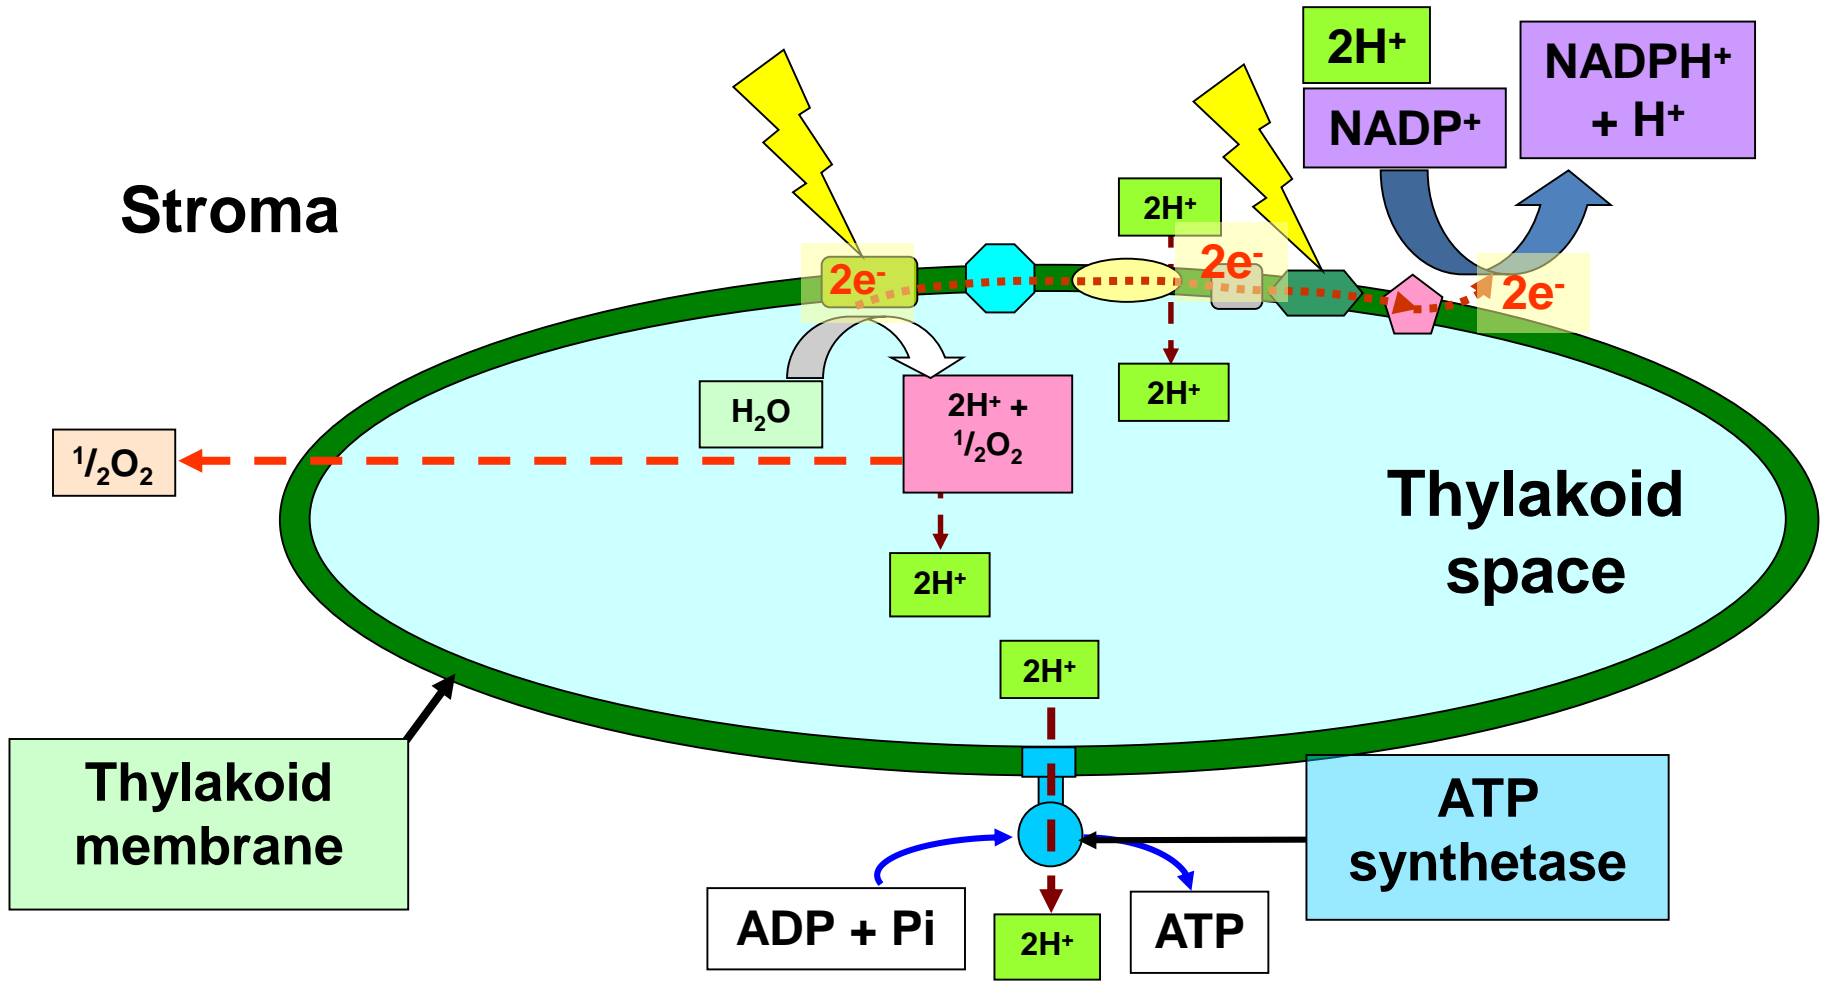 2H⁺
NADPH⁺
+ H⁺
NADP⁺
Stroma
2H⁺
2e⁻
2e⁻
2e⁻
2H⁺
H₂O
2H⁺ +
¹/₂O₂
¹/₂O₂
Thylakoid
space
2H⁺
2H⁺
Thylakoid
membrane
ATP
synthetase
ADP + Pi
2H⁺
ATP